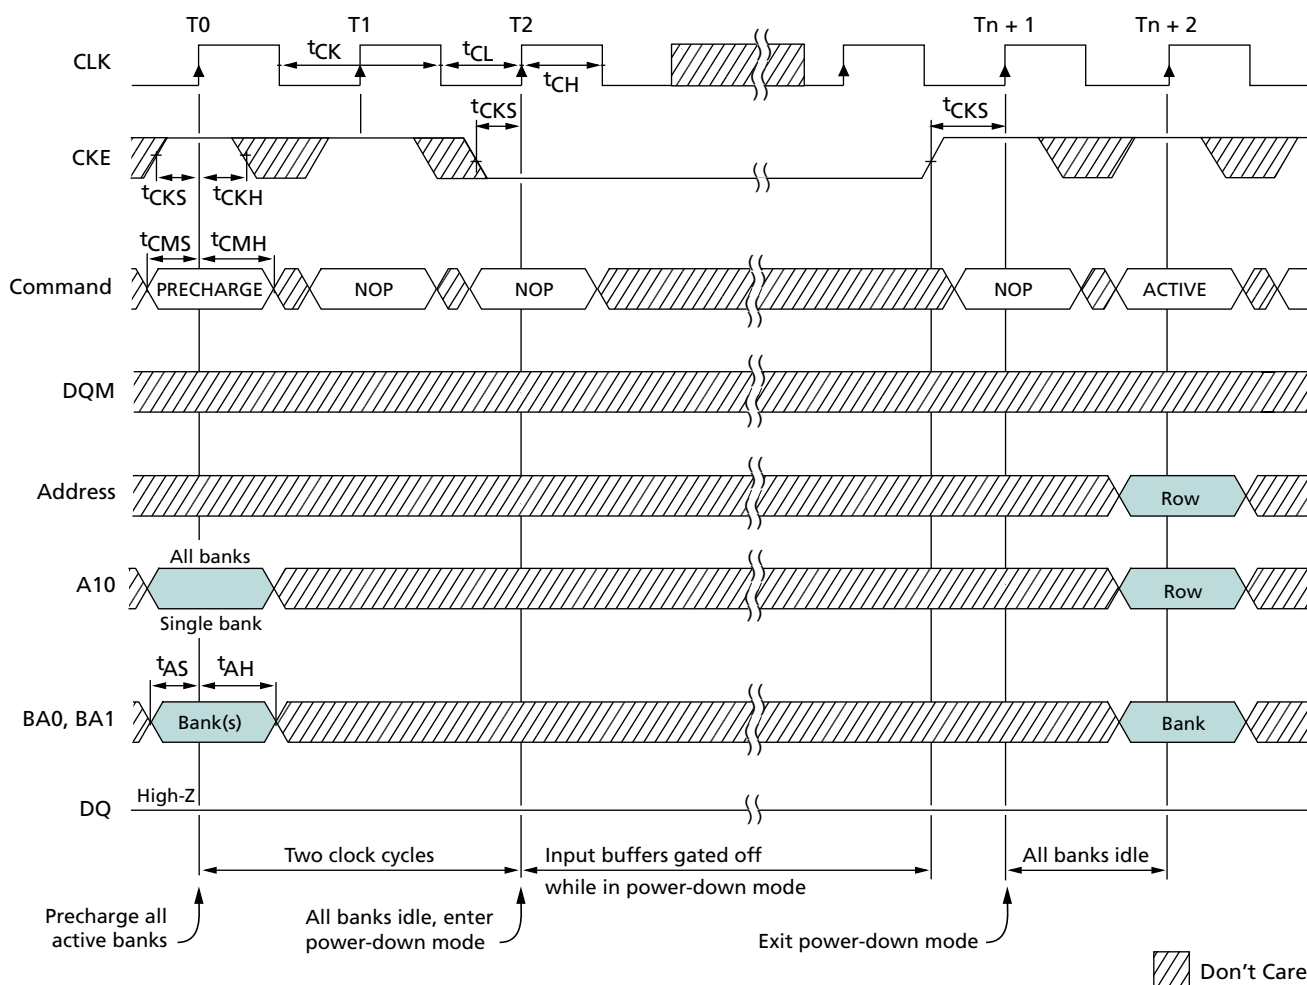 T0 T1 T2 Tn + 1 Tn + 2
CLK
tCK tCL
tCH
tCKS tCKS
CKE
tCKS tCKH
tCMS tCMH
Command PRECHARGE NOP NOP NOP ACTIVE
DQM
Address Row
All banks
A10 Row
Single bank
tAS tAH
BA0, BA1 Bank(s) Bank
High-Z
DQ
Two clock cycles
Input buffers gated off
while in power-down mode
All banks idle
Precharge all
active banks
All banks idle, enter
power-down mode
Exit power-down mode
Don't Care